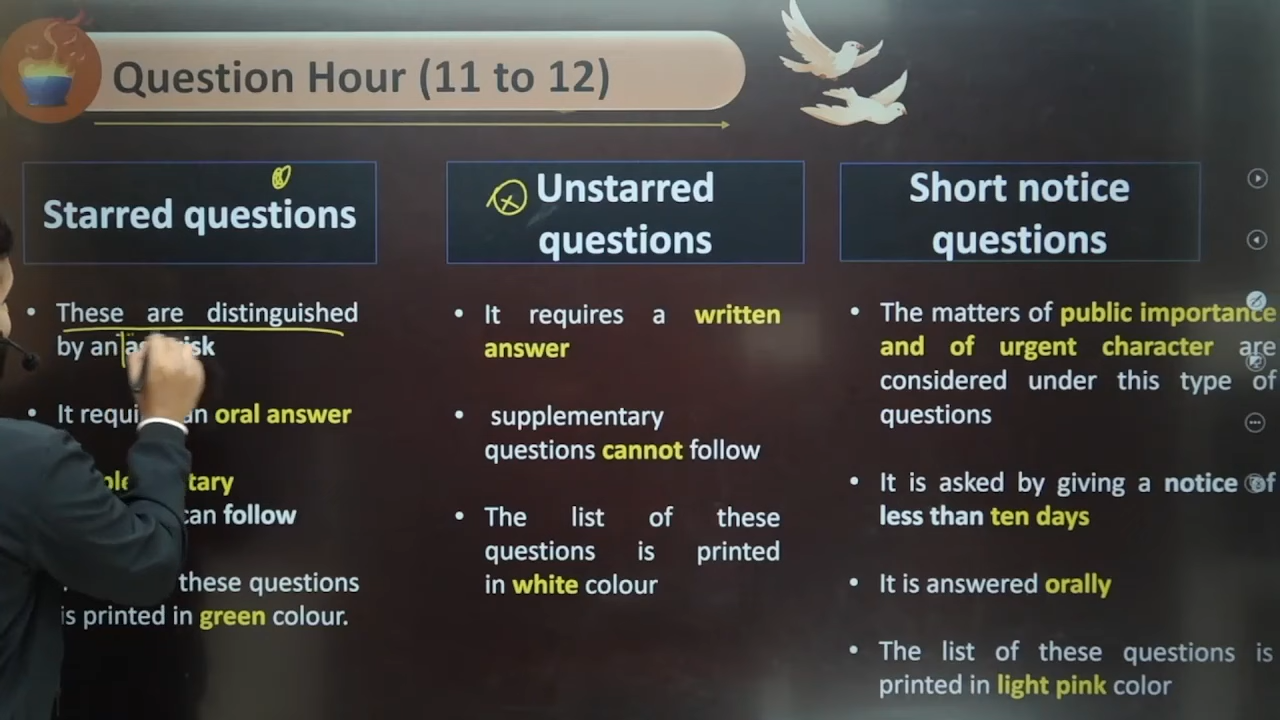 Question Hour (11 to 12)
Starred questions
These are distinguished
by an
an oral answer
can follow
these questions
is printed in green colour.
Unstarred
questions
It requires a written
answer
supplementary
questions cannot follow
The list of these
questions is printed
in white colour
Short notice
questions
The matters of public importance
and of urgent character are
considered under this type of
questions
It is asked by giving a notice of
less than ten days
It is answered orally
The list of these questions is
printed in light pink color